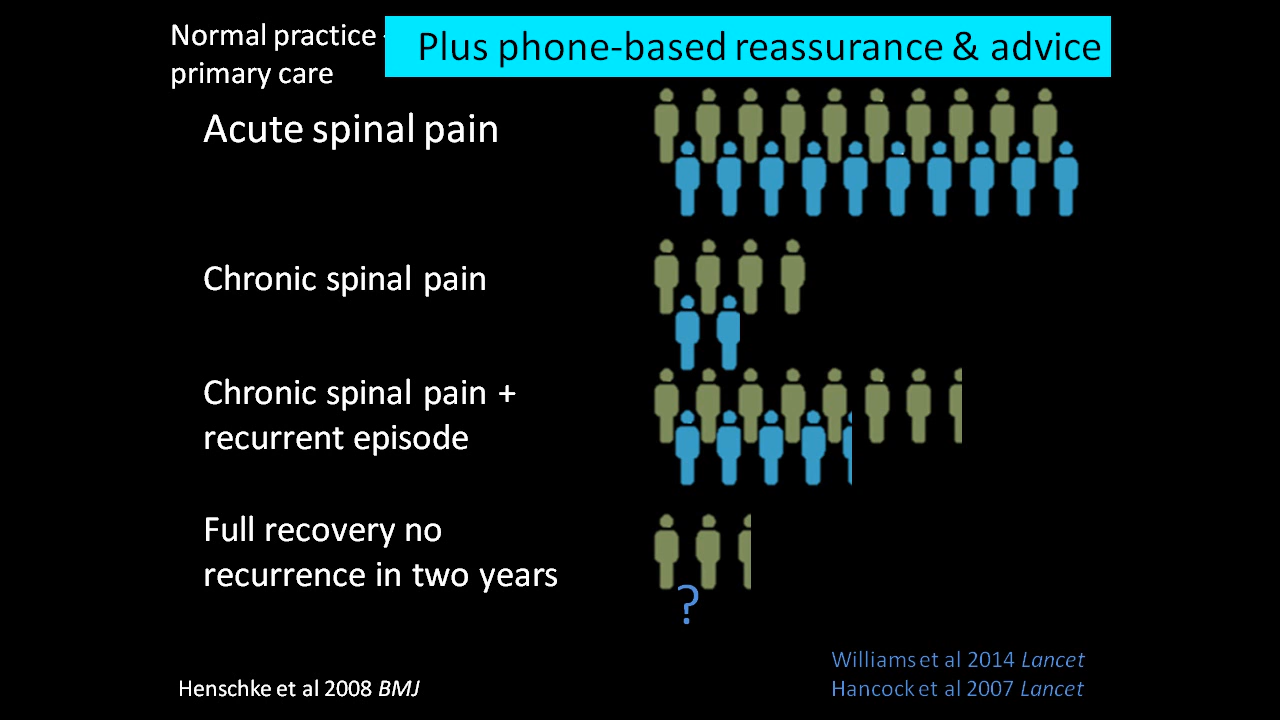 Normal practice -
primary care
Plus phone-based reassurance & advice
Acute spinal pain
Chronic spinal pain
Chronic spinal pain +
recurrent episode
Full recovery no
recurrence in two years
?
Williams et al 2014 Lancet
Hancock et al 2007 Lancet
Henschke et al 2008 BMJ